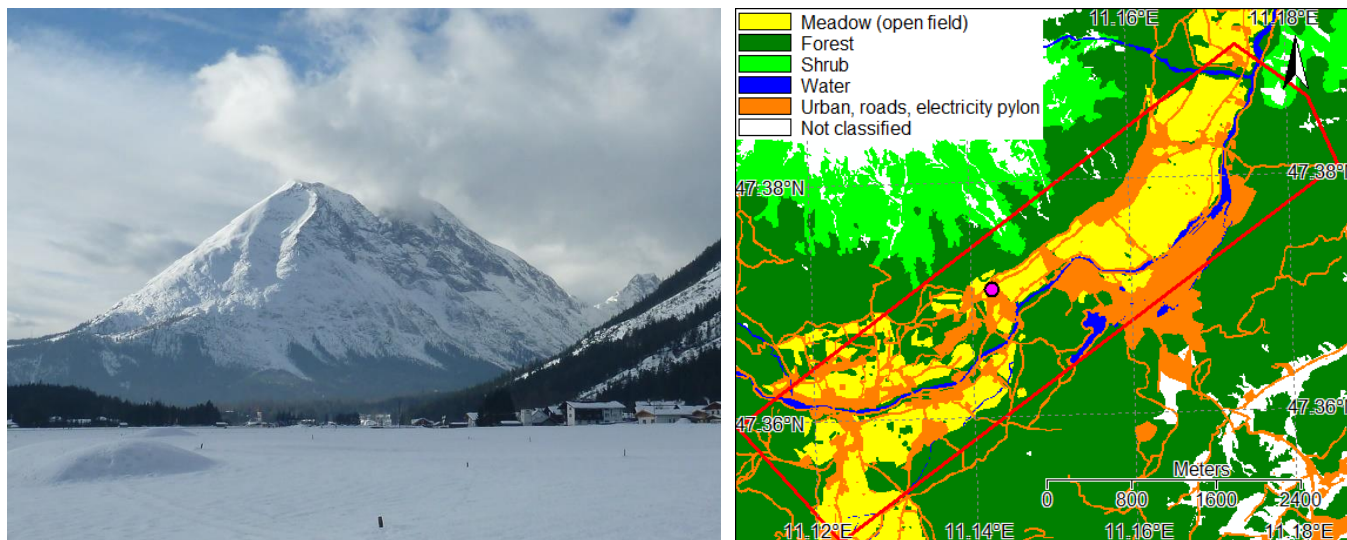 Meadow (open field)
Forest
Shrub
Water
Urban, roads, electricity pylon
Not classified
11.16°E
11.18°E
47.38°N
47.38°N
47.36°N
47.36°N
Meters
0 800 1600 2400
11.12°E 11.14°E 11.16°E 11.18°E